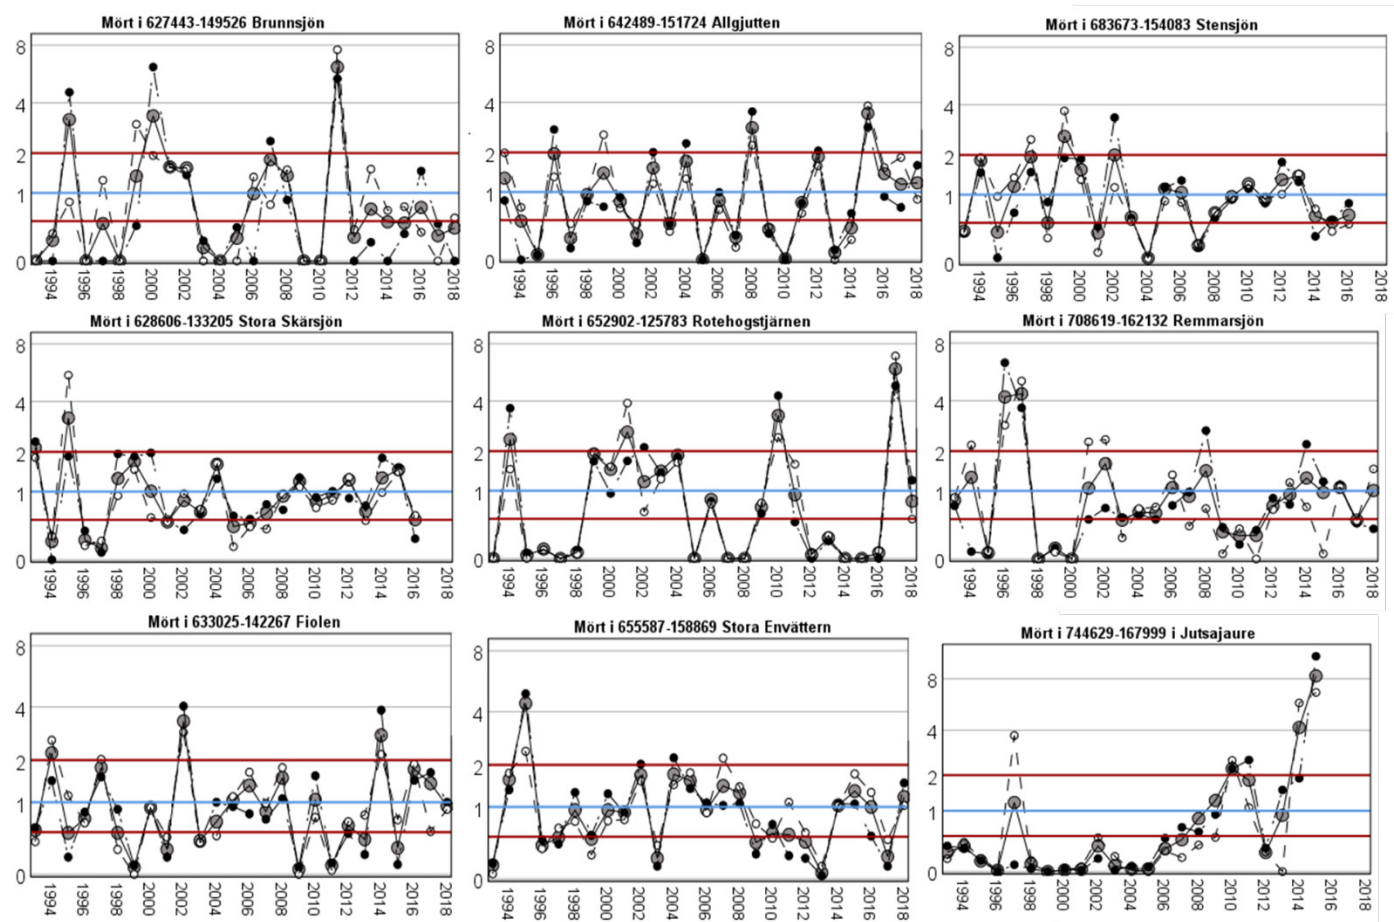 Mört i 627443-149526 Brunnsjön
8
4
2
1
0
1994 1996 1998 2000 2002 2004 2006 2008 2010 2012 2014 2016 2018
Mört i 642489-151724 Allgjutten
8
4
2
1
0
1994 1996 1998 2000 2002 2004 2006 2008 2010 2012 2014 2016 2018
Mört i 683673-154083 Stensjön
8
4
2
1
0
1994 1996 1998 2000 2002 2004 2006 2008 2010 2012 2014 2016 2018
Mört i 628606-133205 Stora Skärsjön
8
4
2
1
0
1994 1996 1998 2000 2002 2004 2006 2008 2010 2012 2014 2016 2018
Mört i 652902-125783 Rotehogstjärnen
8
4
2
1
0
1994 1996 1998 2000 2002 2004 2006 2008 2010 2012 2014 2016 2018
Mört i 708619-162132 Remmarsjön
8
4
2
1
0
1994 1996 1998 2000 2002 2004 2006 2008 2010 2012 2014 2016 2018
Mört i 633025-142267 Fiolen
8
4
2
1
0
1994 1996 1998 2000 2002 2004 2006 2008 2010 2012 2014 2016 2018
Mört i 655587-158869 Stora Envättern
8
4
2
1
0
1994 1996 1998 2000 2002 2004 2006 2008 2010 2012 2014 2016 2018
Mört i 744629-167999 i Jutsajaure
8
4
2
1
0
1994 1996 1998 2000 2002 2004 2006 2008 2010 2012 2014 2016 2018